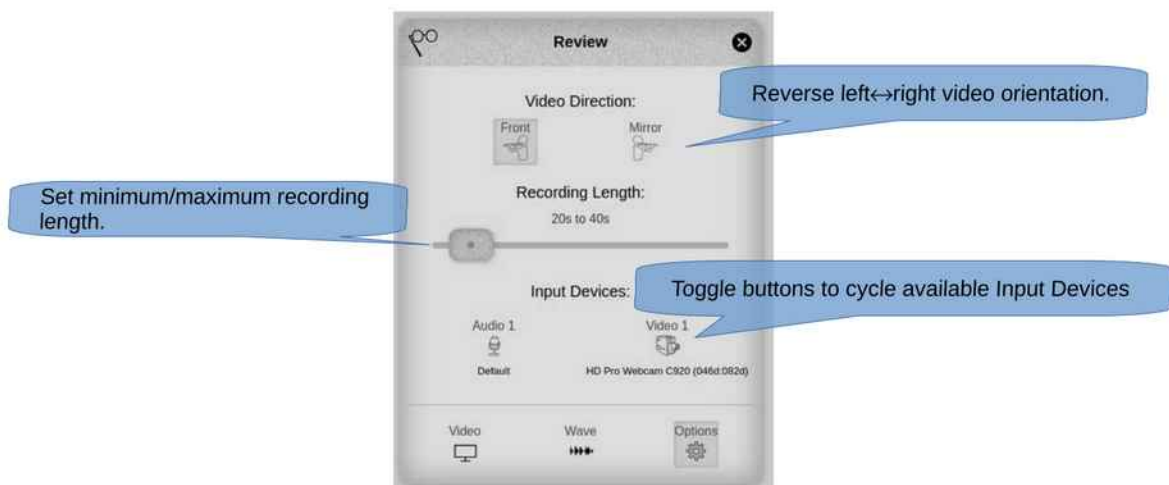 Review
Reverse left↔right video orientation.
Video Direction:
Front Mirror
Set minimum/maximum recording
length.
Recording Length:
20s to 40s
Input Devices:
Toggle buttons to cycle available Input Devices
Audio 1 Video 1
Default HD Pro Webcam C920 (046d:082d)
Video Wave Options